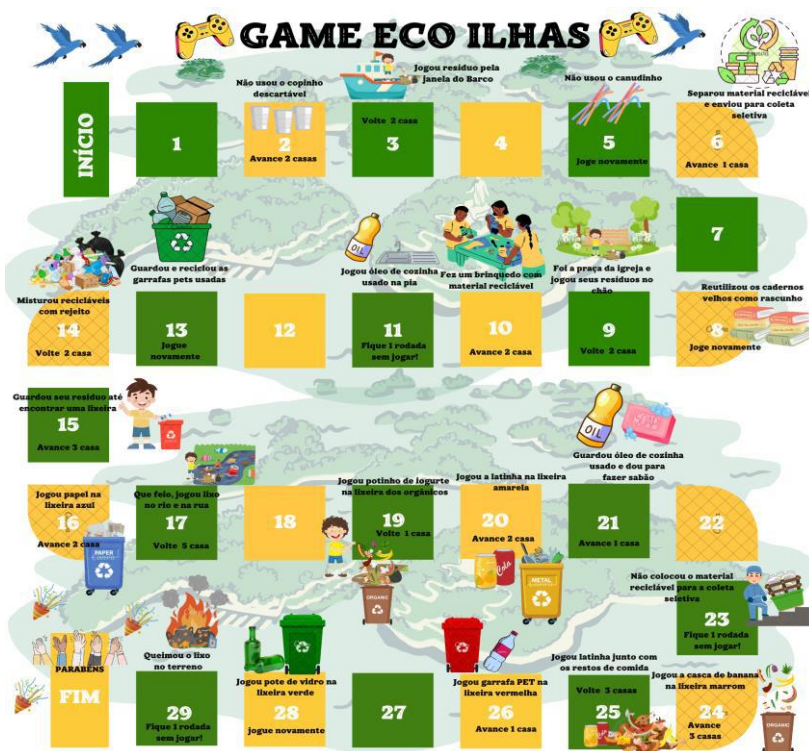 GAME ECO ILHAS
INÍCIO
1
Não usou o copinho
descartável
2
Avance 2 casas
Jogou resíduo pela
janela do Barco
Volte 2 casa
3
4
Não usou o canudinho
5
Joge novamente
Separou material reciclável
e enviou para coleta
seletiva
6
Avance 1 casa
7
Reutilizou os cadernos
velhos como rascunho
8
Joge novamente
Foi a praça da igreja e
jogou seus resíduos no
chão
9
Volte 2 casa
Fez um brinquedo com
material reciclável
10
Avance 2 casa
OIL
Jogou óleo de cozinha
usado na pia
11
Fique 1 rodada
sem jogar!
12
Guardou e reciclou as
garrafas pets usadas
13
Jogue
novamente
Misturou recicláveis
com rejeito
14
Volte 2 casa
Guardou seu resíduo até
encontrar uma lixeira
15
Avance 3 casa
Jogou papel na
lixeira azul
16
Avance 2 casa
PAPER
Que feio, jogou lixo
no rio e na rua
17
Volte 5 casa
18
Jogou potinho de iogurte
na lixeira dos orgânicos
19
Volte 1 casa
ORGANIC
Jogou a latinha na lixeira
amarela
20
Avance 2 casa
Cola
METAL
OIL
Guardou óleo de cozinha
usado e dou para
fazer sabão
21
Avance 1 casa
22
Não colocou o material
reciclável para a coleta
seletiva
23
Fique 1 rodada
sem jogar!
Jogou a casca de banana
na lixeira marrom
24
Avance
3 casas
ORGANIC
Jogou latinha junto com
os restos de comida
Volte 3 casas
25
Jogou garrafa PET na
lixeira vermelha
26
Avance 1 casa
27
Jogou pote de vidro na
lixeira verde
28
jogue novamente
Queimou o lixo
no terreno
29
Fique 1 rodada
sem jogar!
PARABÉNS
FIM